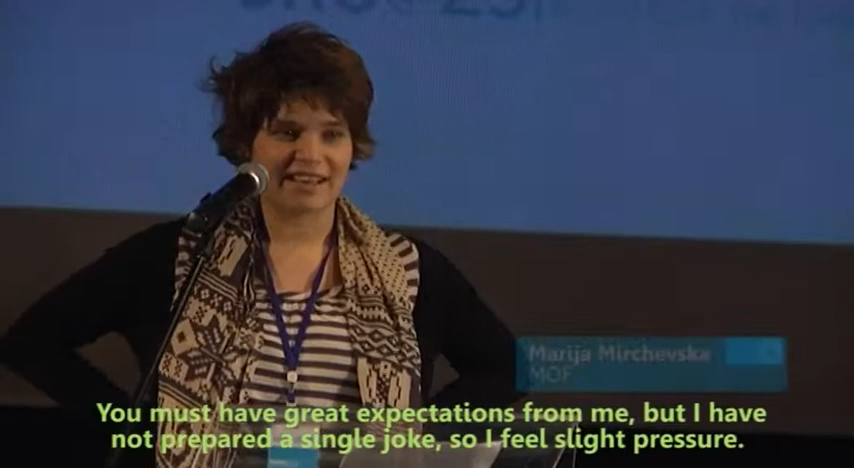 Marija Mirchevska
MOF
You must have great expectations from me, but I have
not prepared a single joke, so I feel slight pressure.